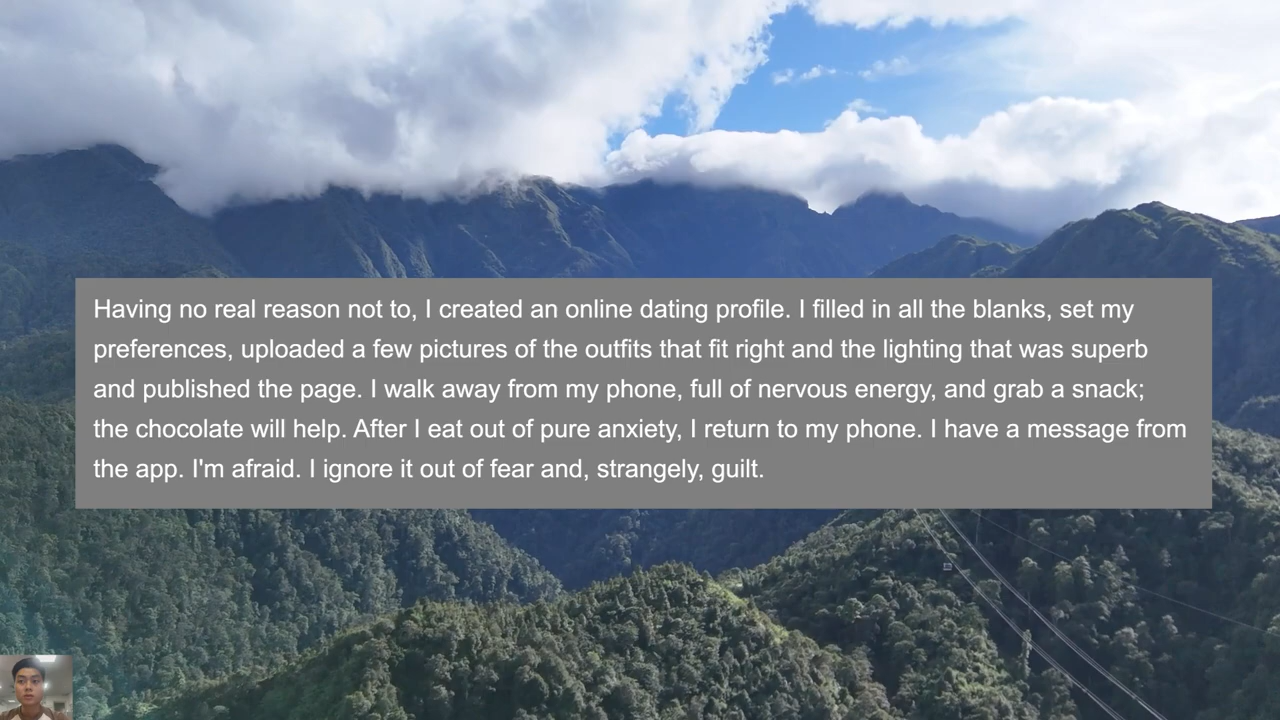 Having no real reason not to, I created an online dating profile. I filled in all the blanks, set my
preferences, uploaded a few pictures of the outfits that fit right and the lighting that was superb
and published the page. I walk away from my phone, full of nervous energy, and grab a snack;
the chocolate will help. After I eat out of pure anxiety, I return to my phone. I have a message from
the app. I'm afraid. I ignore it out of fear and, strangely, guilt.